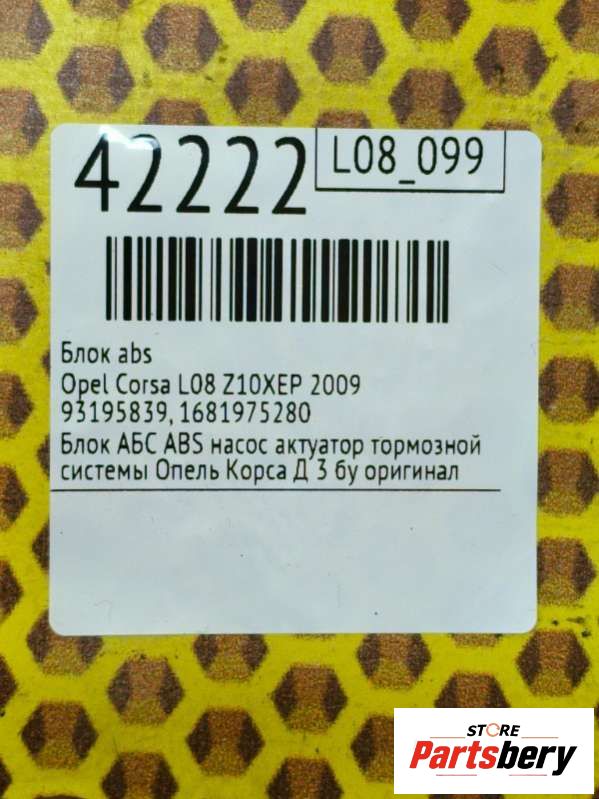 42222
L08_099
Блок abs
Opel Corsa L08 Z10XEP 2009
93195839, 1681975280
Блок АБС ABS насос актуатор тормозной
системы Опель Корса Д 3 бу оригинал
STORE
Partsbery